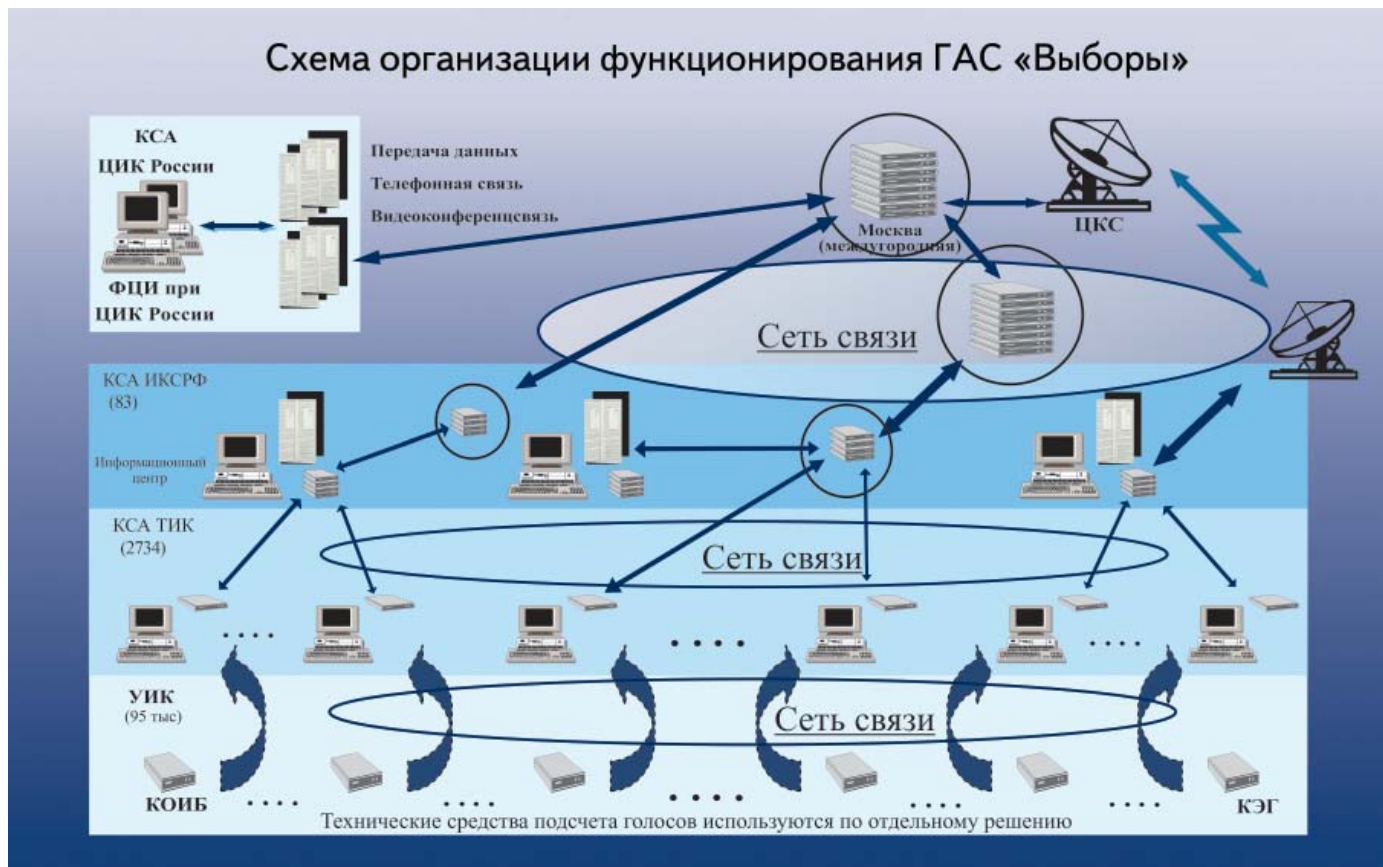 Схема организации функционирования ГАС «Выборы»
КСА
ЦИК России
ФЦИ при
ЦИК России
Передача данных
Телефонная связь
Видеоконференцсвязь
Москва
(междугородняя)
ЦКС
Сеть связи
КСА ИКСРФ
(83)
Информационный
центр
КСА ТИК
(2734)
Сеть связи
УИК
(95 тыс)
Сеть связи
КОИБ
КЭГ
Технические средства подсчета голосов используются по отдельному решению